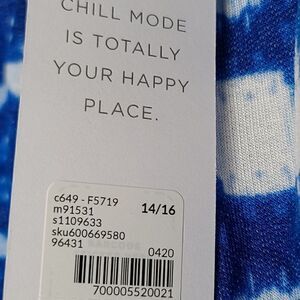 CHILL MODE
IS TOTALLY
YOUR HAPPY
PLACE.
c649 - F5719
m91531 14/16
s1109633
sku600669580
96431 0420
700005520021